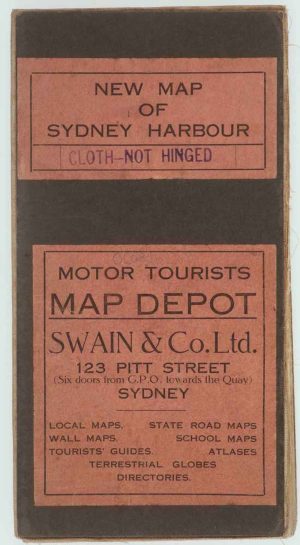 NEW MAP
OF
SYDNEY HARBOUR
CLOTH-NOT HINGED
MOTOR TOURISTS
MAP DEPOT
SWAIN & Co. Ltd.
123 PITT STREET
(Six doors from G.P.O. towards the Quay)
SYDNEY
LOCAL MAPS. STATE ROAD MAPS
WALL MAPS. SCHOOL MAPS
TOURISTS' GUIDES. ATLASES
TERRESTRIAL GLOBES
DIRECTORIES.